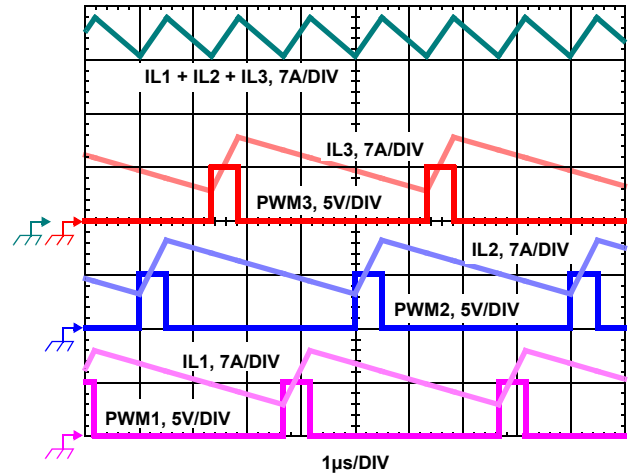 IL1 + IL2 + IL3, 7A/DIV
IL3, 7A/DIV
PWM3, 5V/DIV
IL2, 7A/DIV
PWM2, 5V/DIV
IL1, 7A/DIV
PWM1, 5V/DIV
1µs/DIV